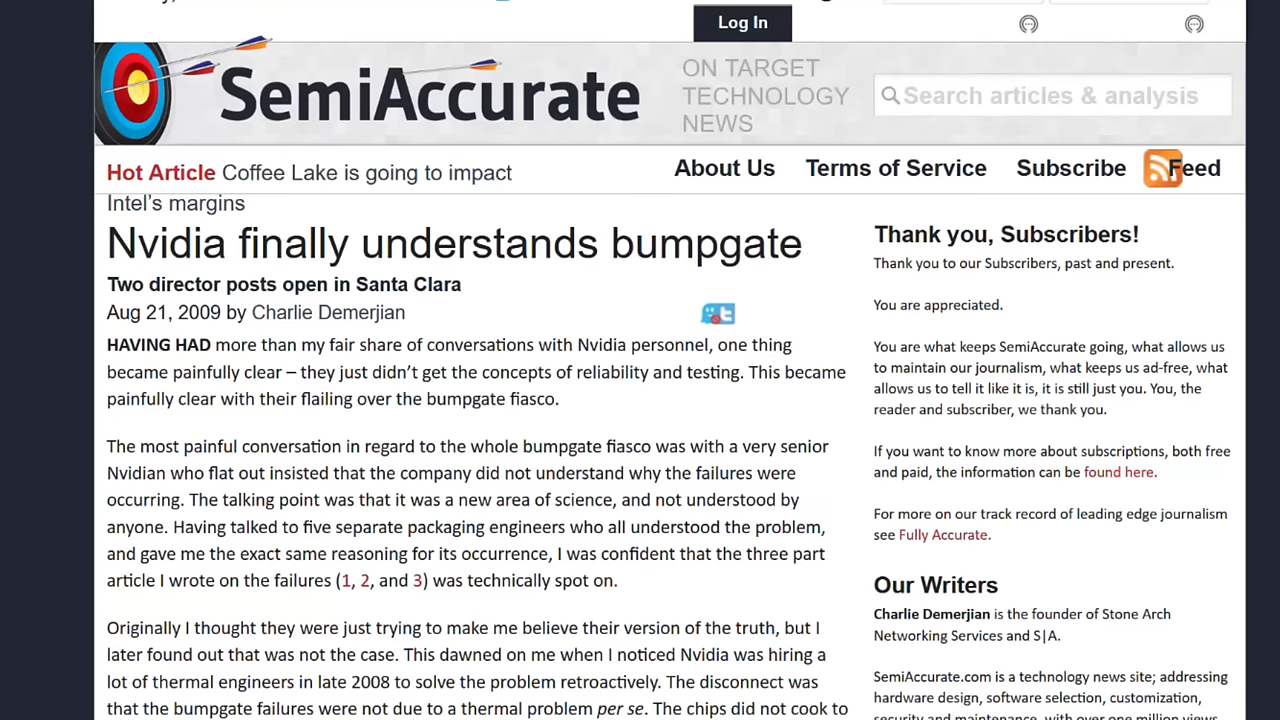 Log In
SemiAccurate
ON TARGET
TECHNOLOGY
NEWS
Search articles & analysis
Hot Article Coffee Lake is going to impact
Intel's margins
About Us Terms of Service Subscribe Feed
Nvidia finally understands bumpgate
Two director posts open in Santa Clara
Aug 21, 2009 by Charlie Demerjian
HAVING HAD more than my fair share of conversations with Nvidia personnel, one thing
became painfully clear – they just didn't get the concepts of reliability and testing. This became
painfully clear with their flailing over the bumpgate fiasco.
The most painful conversation in regard to the whole bumpgate fiasco was with a very senior
Nvidian who flat out insisted that the company did not understand why the failures were
occurring. The talking point was that it was a new area of science, and not understood by
anyone. Having talked to five separate packaging engineers who all understood the problem,
and gave me the exact same reasoning for its occurrence, I was confident that the three part
article I wrote on the failures (1, 2, and 3) was technically spot on.
Originally I thought they were just trying to make me believe their version of the truth, but I
later found out that was not the case. This dawned on me when I noticed Nvidia was hiring a
lot of thermal engineers in late 2008 to solve the problem retroactively. The disconnect was
that the bumpgate failures were not due to a thermal problem per se. The chips did not cook to
Thank you, Subscribers!
Thank you to our Subscribers, past and present.
You are appreciated.
You are what keeps SemiAccurate going, what allows us
to maintain our journalism, what keeps us ad-free, what
allows us to tell it like it is, it is still just you. You, the
reader and subscriber, we thank you.
If you want to know more about subscriptions, both free
and paid, the information can be found here.
For more on our track record of leading edge journalism
see Fully Accurate.
Our Writers
Charlie Demerjian is the founder of Stone Arch
Networking Services and S|A.
SemiAccurate.com is a technology news site; addressing
hardware design, software selection, customization,
security and maintenance, with over one million views